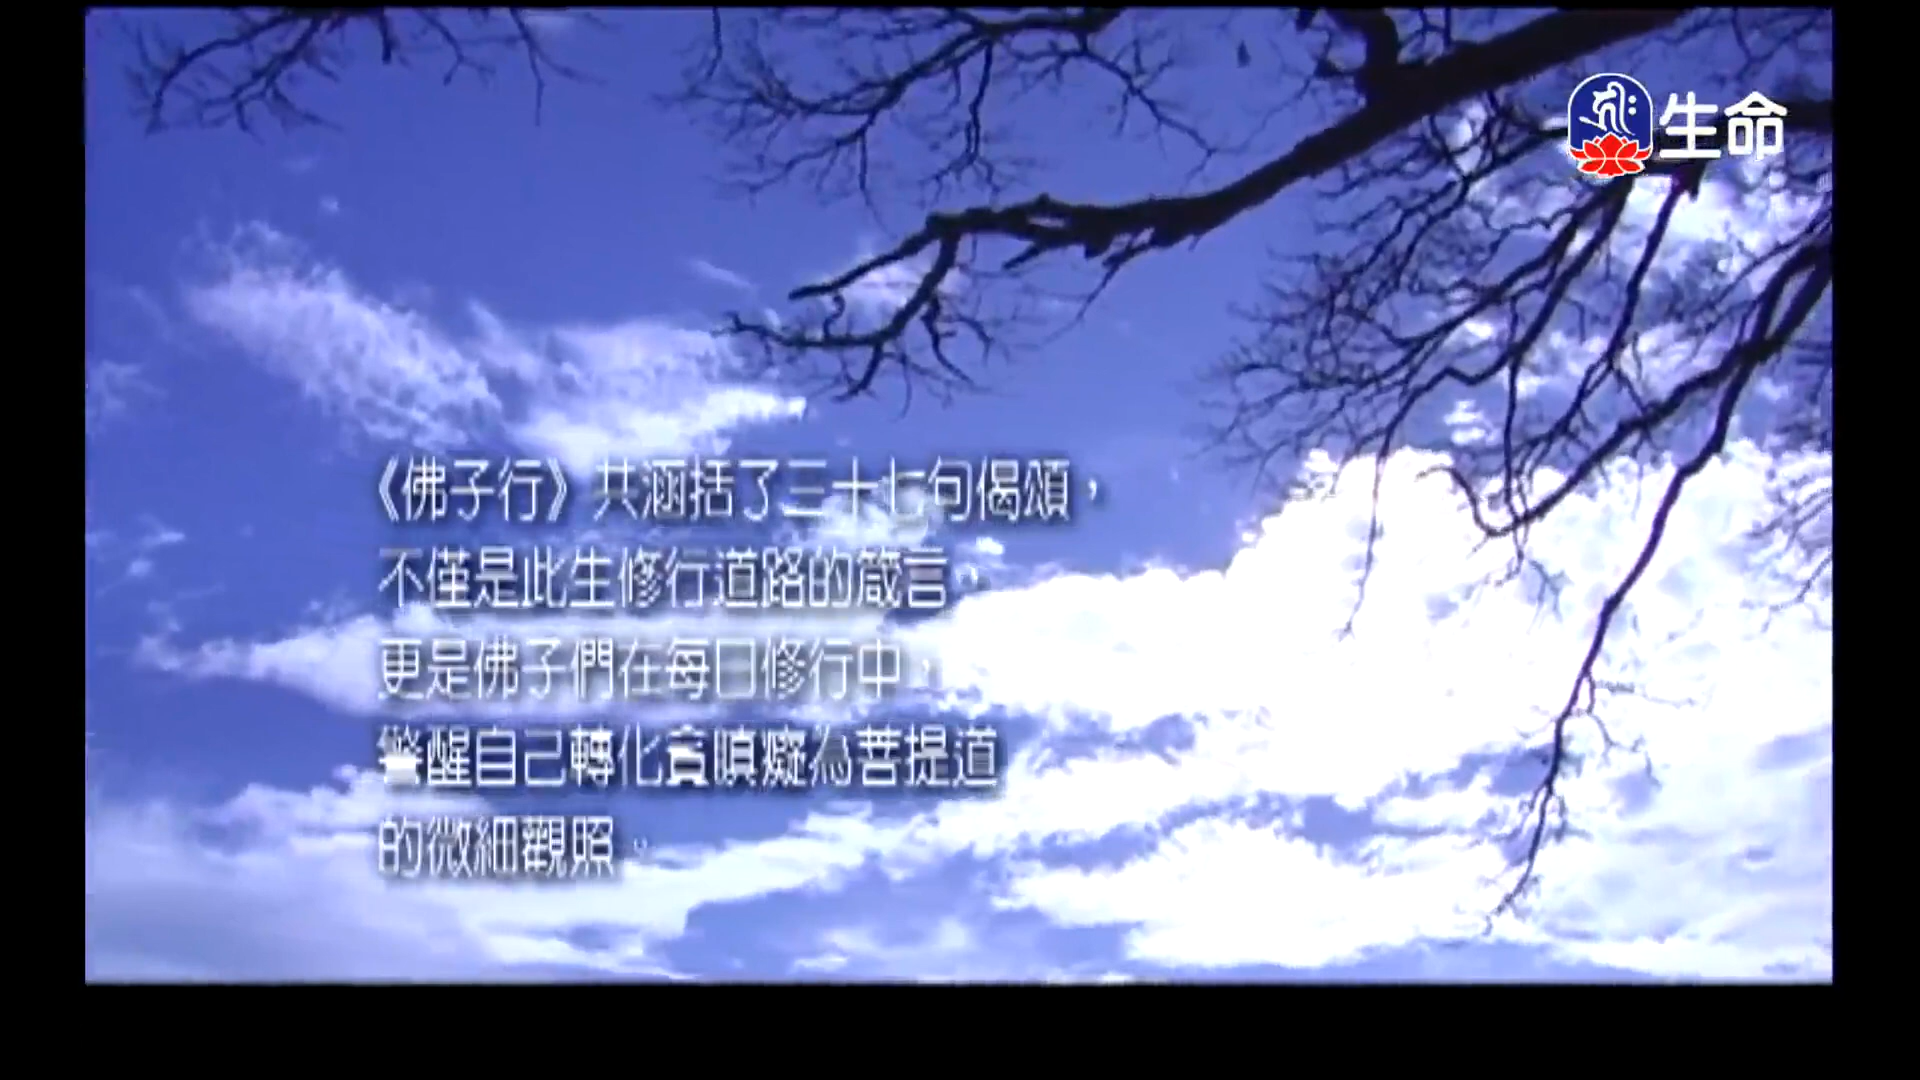 生命
《佛子行》共涵括了三十七句偈頌，
不僅是此生修行道路的箴言，
更是佛子們在每日修行中，
警醒自己轉化貪瞋癡為菩提道
的微細觀照。